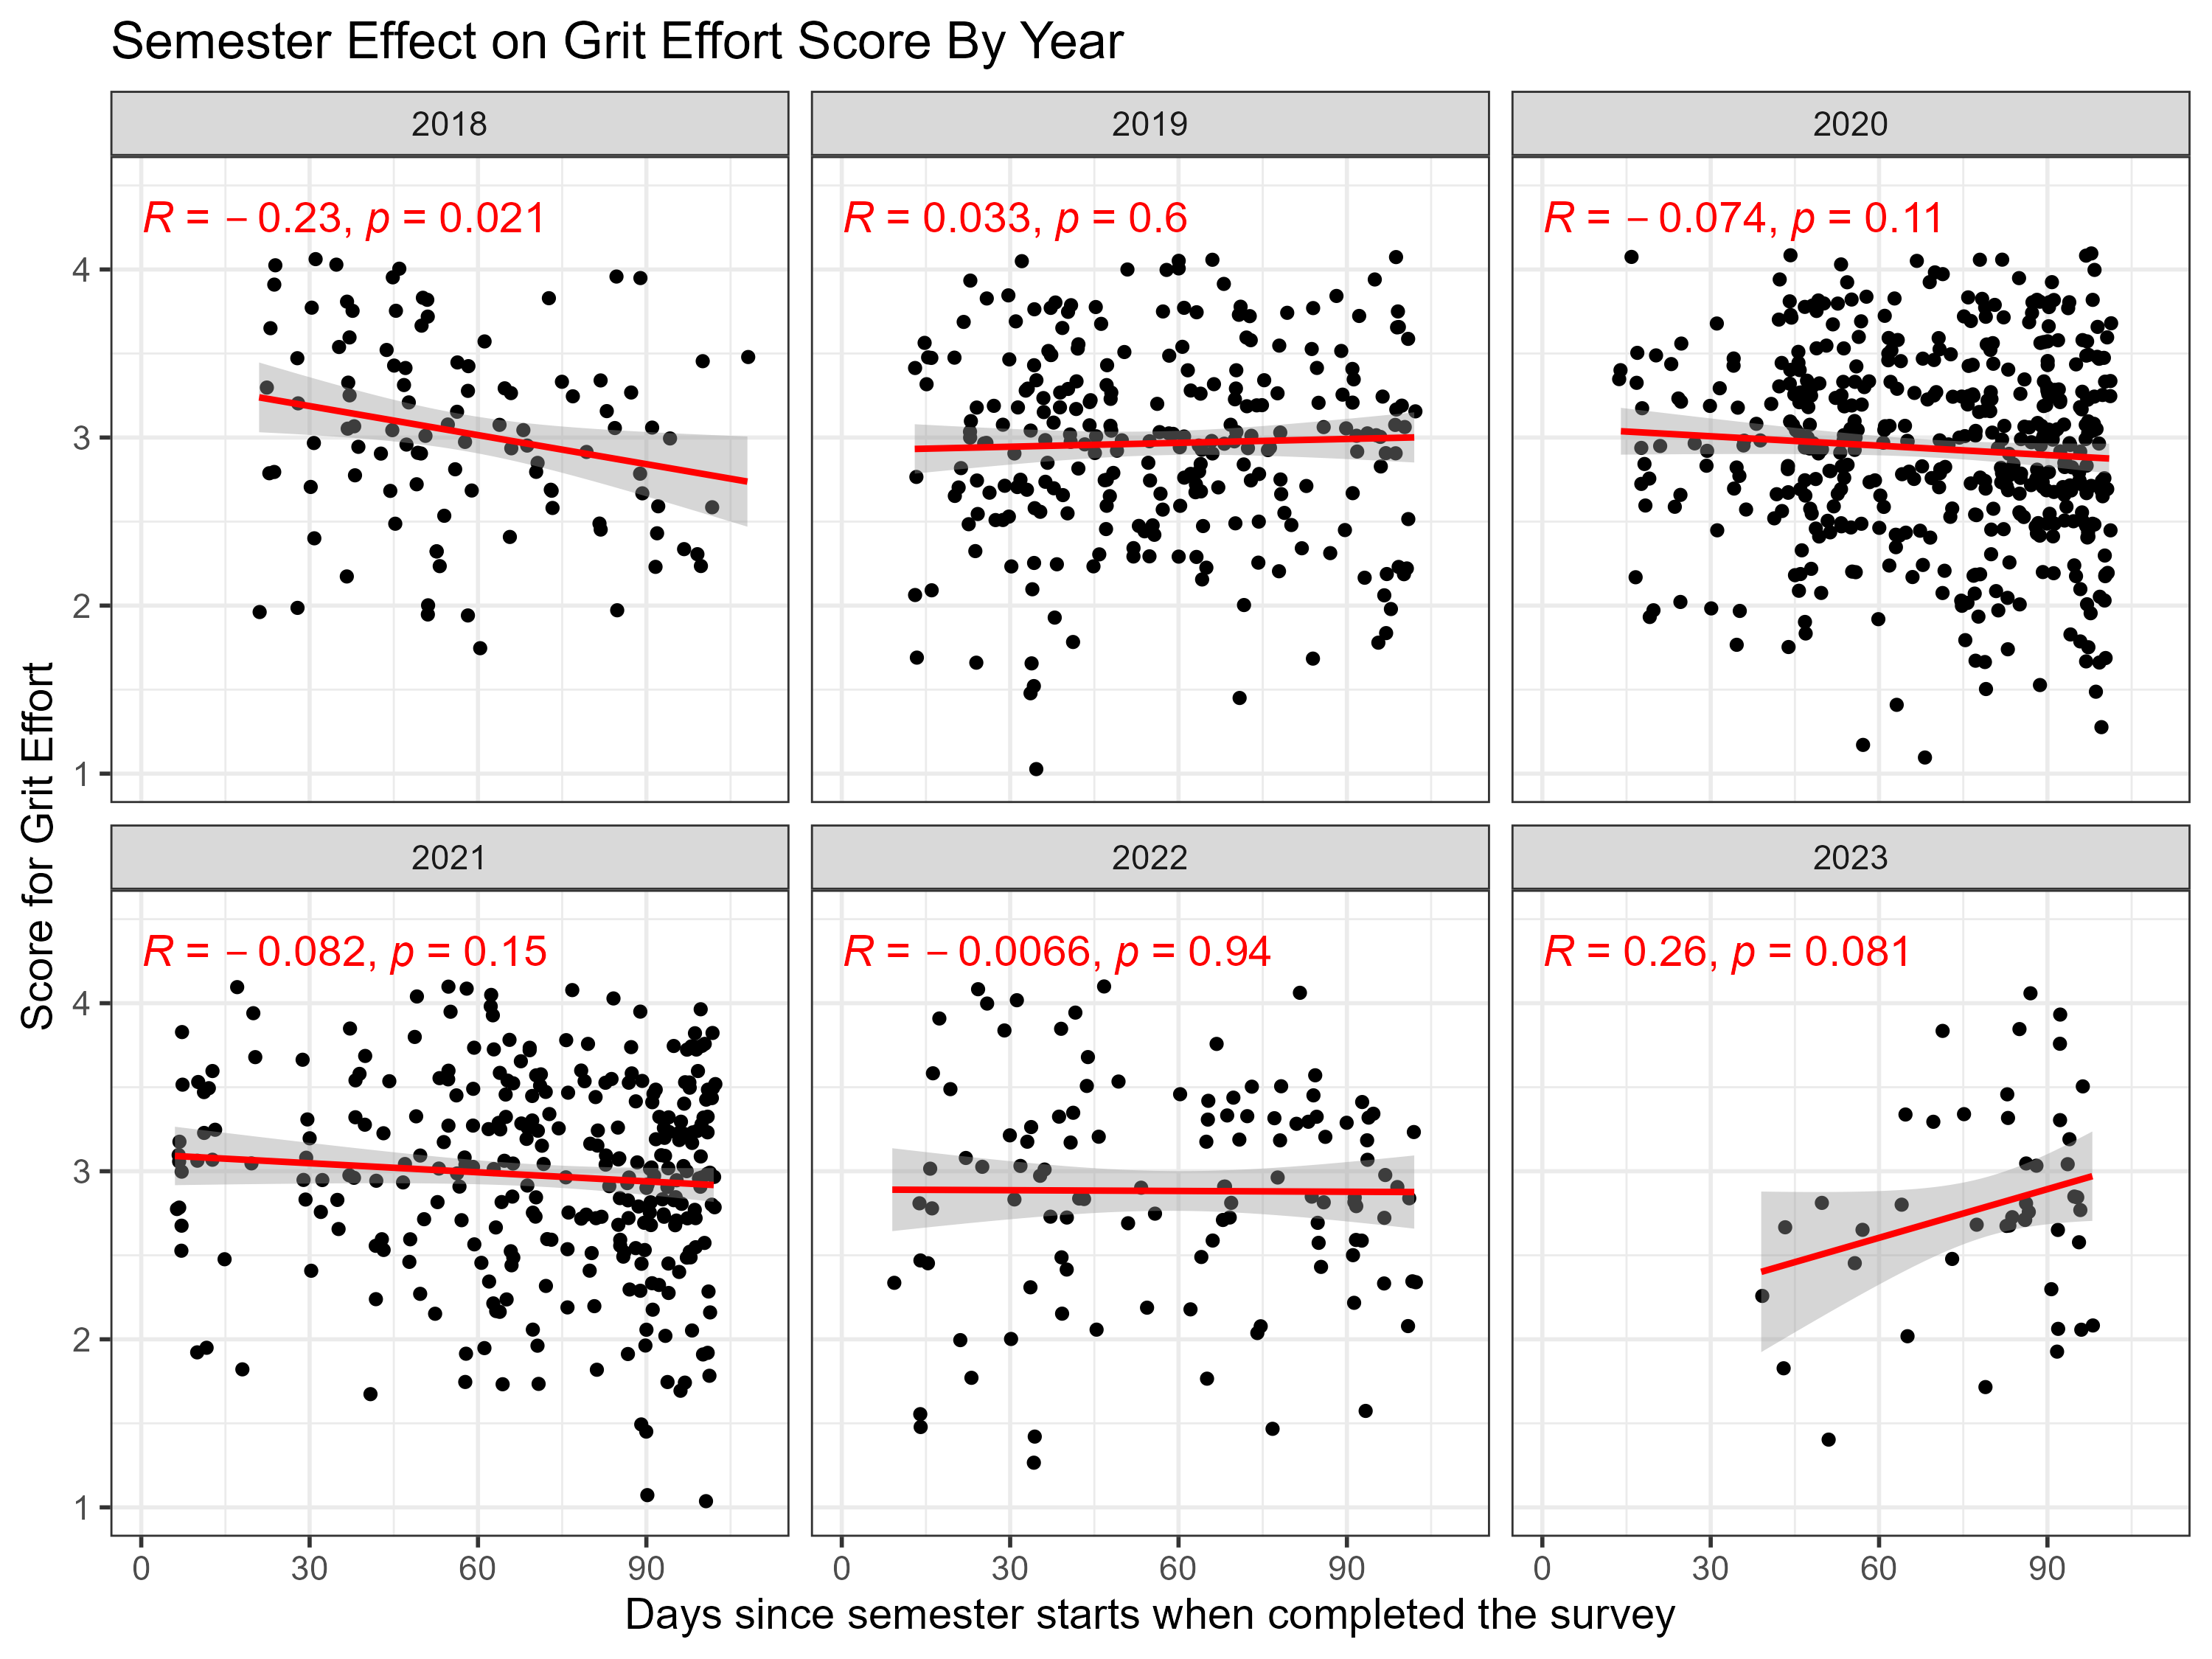 Semester Effect on Grit Effort Score By Year
2018
2019
2020
R = − 0.23, p = 0.021
R = 0.033, p = 0.6
R = − 0.074, p = 0.11
4
3
2
1
Score for Grit Effort
2021
2022
2023
R = − 0.082, p = 0.15
R = − 0.0066, p = 0.94
R = 0.26, p = 0.081
4
3
2
1
0 30 60 90
0 30 60 90
0 30 60 90
Days since semester starts when completed the survey